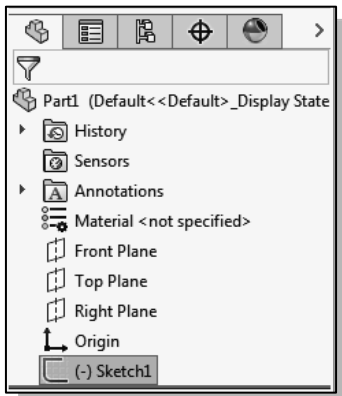 Part1 (Default<<Default>_Display State
History
Sensors
Annotations
Material <not specified>
Front Plane
Top Plane
Right Plane
Origin
(-) Sketch1